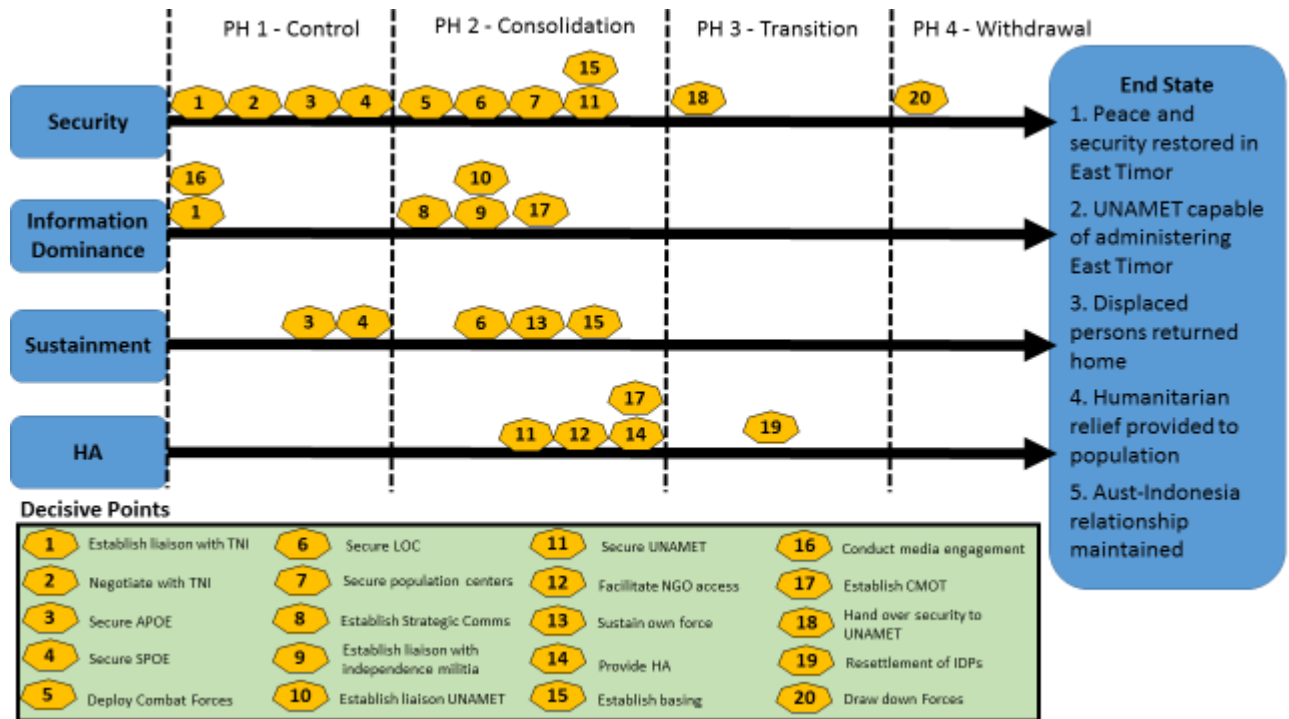 PH 1 - Control
PH 2 - Consolidation
PH 3 - Transition
PH 4 - Withdrawal
15
Security
1
2
3
4
5
6
7
11
18
20
16
10
Information
Dominance
1
8
9
17
Sustainment
3
4
6
13
15
17
HA
11
12
14
19
End State
1. Peace and
security restored in
East Timor
2. UNAMET capable
of administering
East Timor
3. Displaced
persons returned
home
4. Humanitarian
relief provided to
population
5. Aust-Indonesia
relationship
maintained
Decisive Points
1 Establish liaison with TNI
2 Negotiate with TNI
3 Secure APOE
4 Secure SPOE
5 Deploy Combat Forces
6 Secure LOC
7 Secure population centers
8 Establish Strategic Comms
9 Establish liaison with
independence militia
10 Establish liaison UNAMET
11 Secure UNAMET
12 Facilitate NGO access
13 Sustain own force
14 Provide HA
15 Establish basing
16 Conduct media engagement
17 Establish CMOT
18 Hand over security to
UNAMET
19 Resettlement of IDPs
20 Draw down Forces